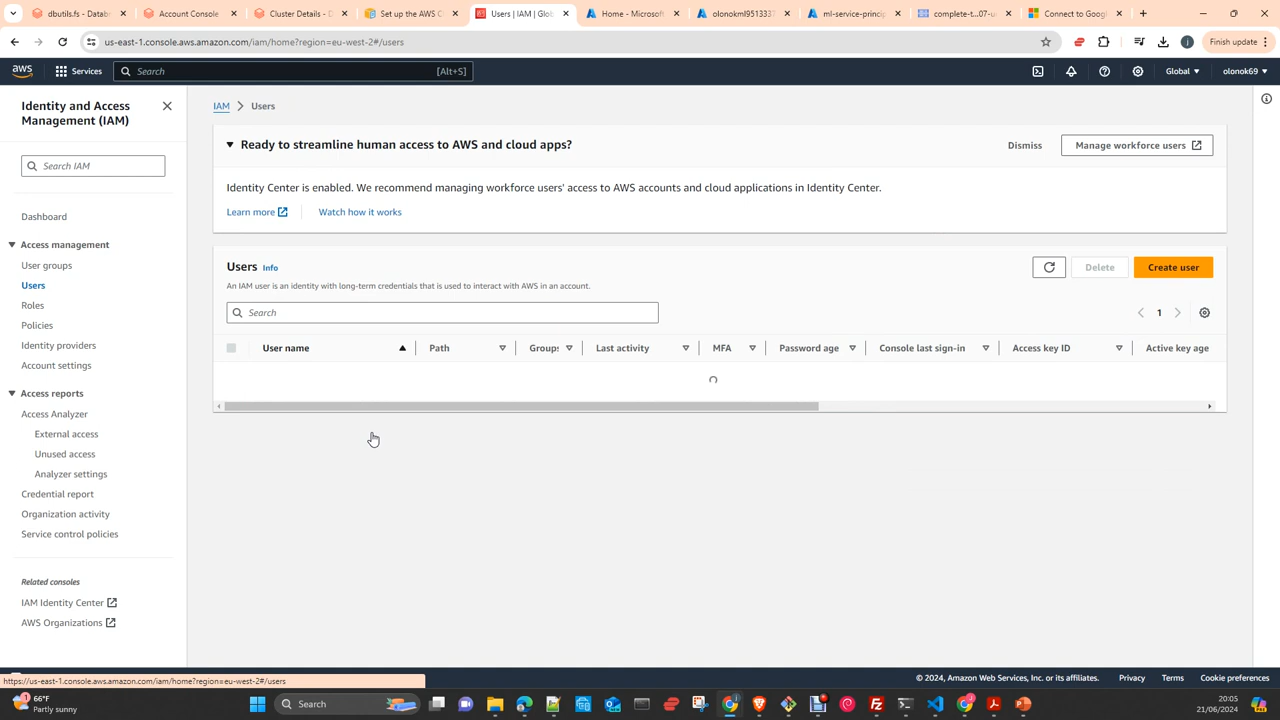 dbutils.fs - Datab
Account Console
Cluster Details - D
Set up the AWS C
Users | IAM | Glob
Home - Microsoft
olonokml9513337
ml-service-princip
complete-t...07-u
Connect to Googl
us-east-1.console.aws.amazon.com/iam/home?region=eu-west-2#/users
Finish update
aws
Services
Search
[Alt+S]
Global
olonok69
Identity and Access
Management (IAM)
Search IAM
Dashboard
Access management
User groups
Users
Roles
Policies
Identity providers
Account settings
Access reports
Access Analyzer
External access
Unused access
Analyzer settings
Credential report
Organization activity
Service control policies
Related consoles
IAM Identity Center
AWS Organizations
IAM > Users
Ready to streamline human access to AWS and cloud apps?
Dismiss
Manage workforce users
Identity Center is enabled. We recommend managing workforce users' access to AWS accounts and cloud applications in Identity Center.
Learn more
Watch how it works
Users Info
Delete
Create user
An IAM user is an identity with long-term credentials that is used to interact with AWS in an account.
Search
1
User name
Path
Groups
Last activity
MFA
Password age
Console last sign-in
Access key ID
Active key age
https://us-east-1.console.aws.amazon.com/iam/home?region=eu-west-2#/users
© 2024, Amazon Web Services, Inc. or its affiliates.
Privacy
Terms
Cookie preferences
1
66°F
Partly sunny
Search
20:05
21/06/2024